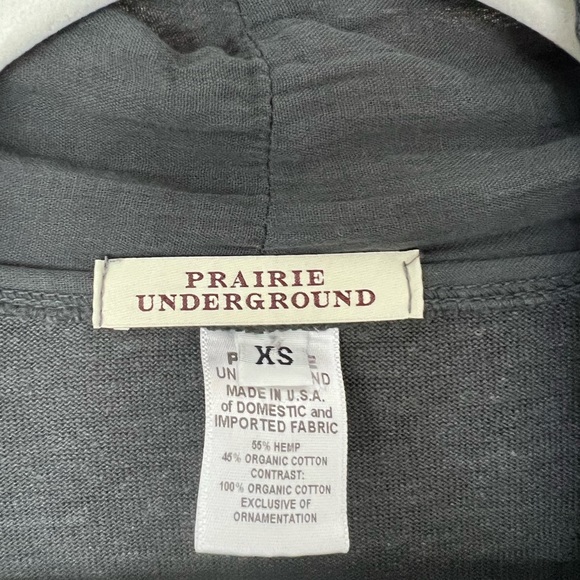 PRAIRIE
UNDERGROUND
XS
MADE IN U.S.A.
of DOMESTIC and
IMPORTED FABRIC
55% HEMP
45% ORGANIC COTTON
CONTRAST:
100% ORGANIC COTTON
EXCLUSIVE OF
ORNAMENTATION